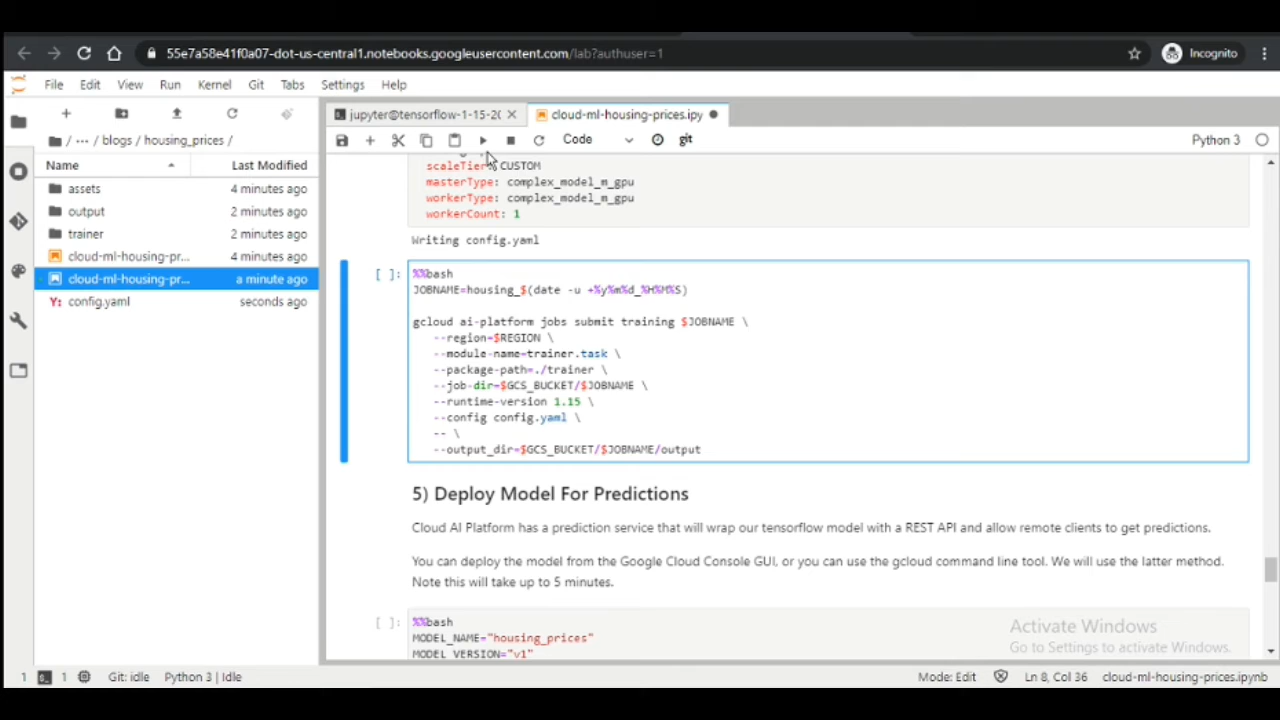 55e7a58e41f0a07-dot-us-central1.notebooks.googleusercontent.com/lab?authuser=1
Incognito
File Edit View Run Kernel Git Tabs Settings Help
jupyter@tensorflow-1-15-2(
cloud-ml-housing-prices.ipy
/ ··· / blogs / housing_prices /
Code
git
Python 3
Name Last Modified
assets 4 minutes ago
output 2 minutes ago
trainer 2 minutes ago
cloud-ml-housing-pr... 4 minutes ago
cloud-ml-housing-pr... a minute ago
Y: config.yaml seconds ago
scaleTier: CUSTOM
masterType: complex_model_m_gpu
workerType: complex_model_m_gpu
workerCount: 1
Writing config.yaml
[ ]: %%bash
JOBNAME=housing_$(date -u +%y%m%d_%H%M%S)
gcloud ai-platform jobs submit training $JOBNAME \
--region=$REGION \
--module-name=trainer.task \
--package-path=./trainer \
--job-dir=$GCS_BUCKET/$JOBNAME \
--runtime-version 1.15 \
--config config.yaml \
-- \
--output_dir=$GCS_BUCKET/$JOBNAME/output
5) Deploy Model For Predictions
Cloud AI Platform has a prediction service that will wrap our tensorflow model with a REST API and allow remote clients to get predictions.
You can deploy the model from the Google Cloud Console GUI, or you can use the gcloud command line tool. We will use the latter method.
Note this will take up to 5 minutes.
[ ]: %%bash
MODEL_NAME="housing_prices"
MODEL_VERSION="v1"
Activate Windows
Go to Settings to activate Windows.
1 1 Git: idle Python 3 | Idle
Mode: Edit Ln 8, Col 36 cloud-ml-housing-prices.ipynb